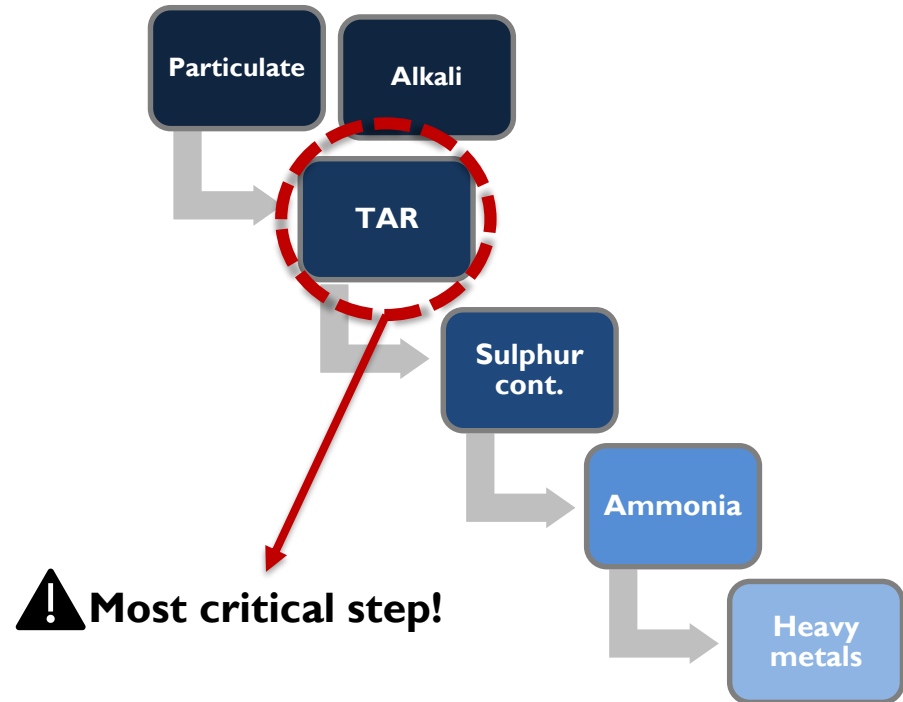 Particulate
Alkali
TAR
Sulphur
cont.
Ammonia
Most critical step!
Heavy
metals